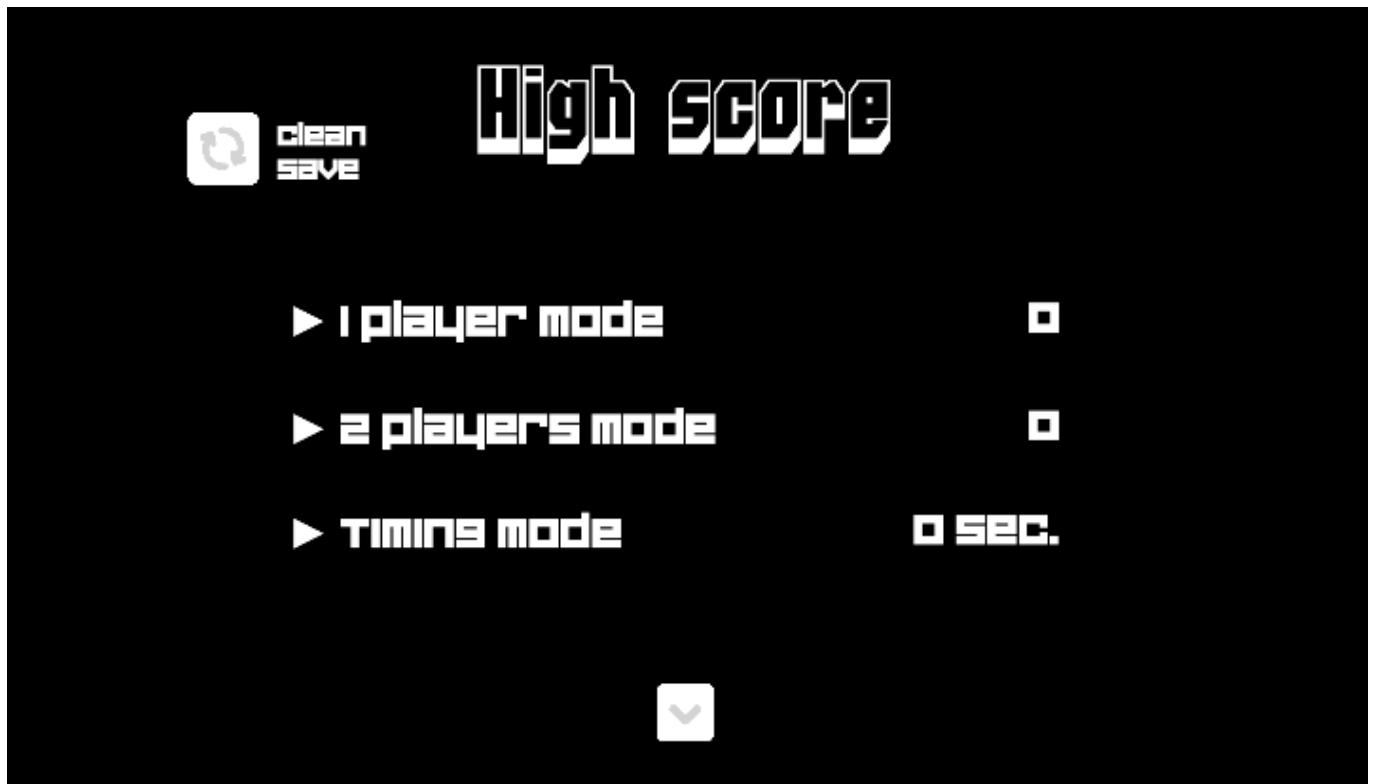 High score
clean
save
1 player mode 0
2 players mode 0
Timing mode 0 sec.